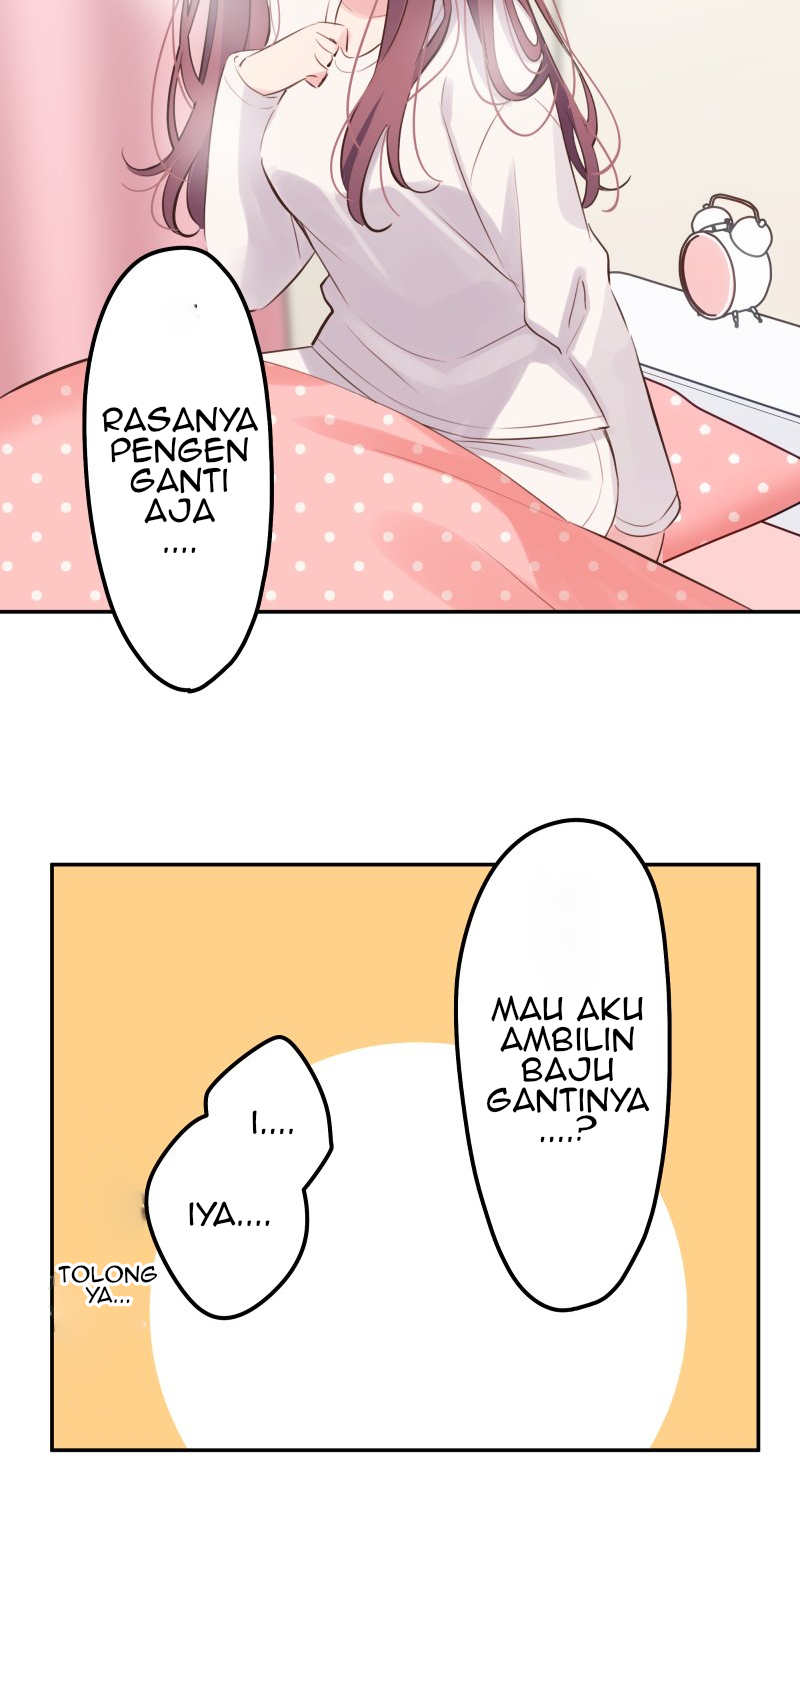 RASANYA
PENGEN
GANTI
AJA
....
MAU AKU
AMBILIN
BAJU
GANTINYA
....?
I....
IYA....
TOLONG
YA...